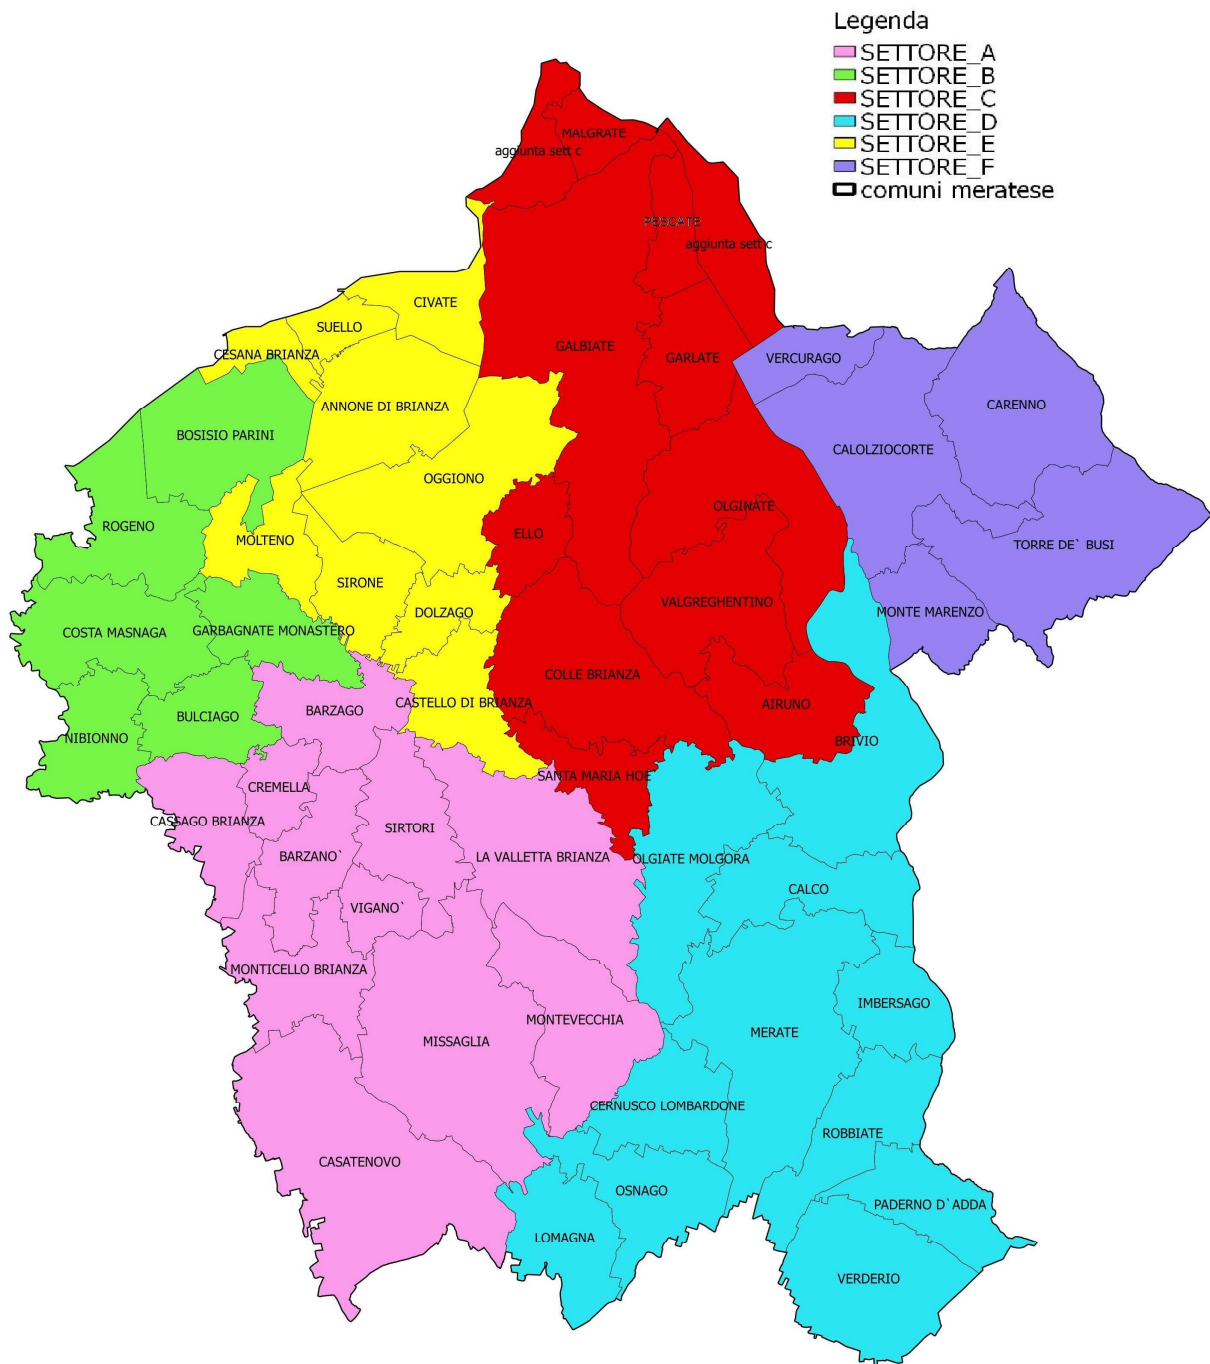 Legenda
SETTORE_A
SETTORE_B
SETTORE_C
SETTORE_D
SETTORE_E
SETTORE_F
comuni meratese
MALGRATE
aggiunta sett c
PESCATE
aggiunta sett c
CIVATE
SUELLO
CESANA BRIANZA
GALBIATE
GARLATE
VERCURAGO
CARENNO
ANNONE DI BRIANZA
BOSISIO PARINI
CALOLZIOCORTE
OGGIONO
OLGINATE
ROGENO
ELLO
MOLTENO
TORRE DE` BUSI
SIRONE
VALGREGHENTINO
DOLZAGO
MONTE MARENZO
COSTA MASNAGA
GARBAGNATE MONASTERO
COLLE BRIANZA
CASTELLO DI BRIANZA
AIRUNO
BARZAGO
BULCIAGO
NIBIONNO
BRIVIO
SANTA MARIA HOE
CREMELLA
CASSAGO BRIANZA
SIRTORI
BARZANO`
LA VALLETTA BRIANZA
OLGIATE MOLGORA
CALCO
VIGANO`
MONTICELLO BRIANZA
IMBERSAGO
MONTEVECCHIA
MERATE
MISSAGLIA
CERNUSCO LOMBARDONE
ROBBIATE
CASATENOVO
OSNAGO
PADERNO D`ADDA
LOMAGNA
VERDERIO